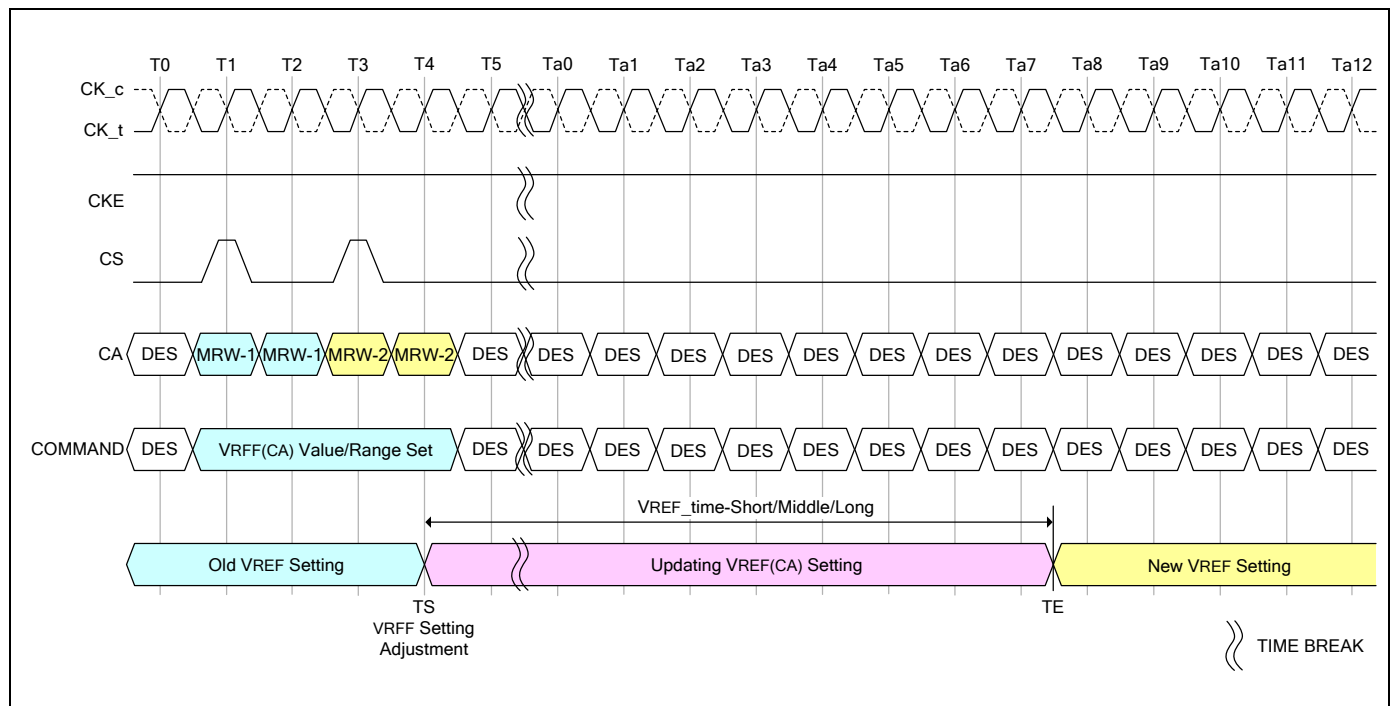 T0 T1 T2 T3 T4 T5 Ta0 Ta1 Ta2 Ta3 Ta4 Ta5 Ta6 Ta7 Ta8 Ta9 Ta10 Ta11 Ta12
CK_c
CK_t
CKE
CS
CA DES MRW-1 MRW-1 MRW-2 MRW-2 DES DES DES DES DES DES DES DES DES DES DES DES DES DES
COMMAND DES VRFF(CA) Value/Range Set DES DES DES DES DES DES DES DES DES DES DES DES DES DES
VREF_time-Short/Middle/Long
Old VREF Setting Updating VREF(CA) Setting New VREF Setting
TS TE
VRFF Setting
Adjustment
TIME BREAK